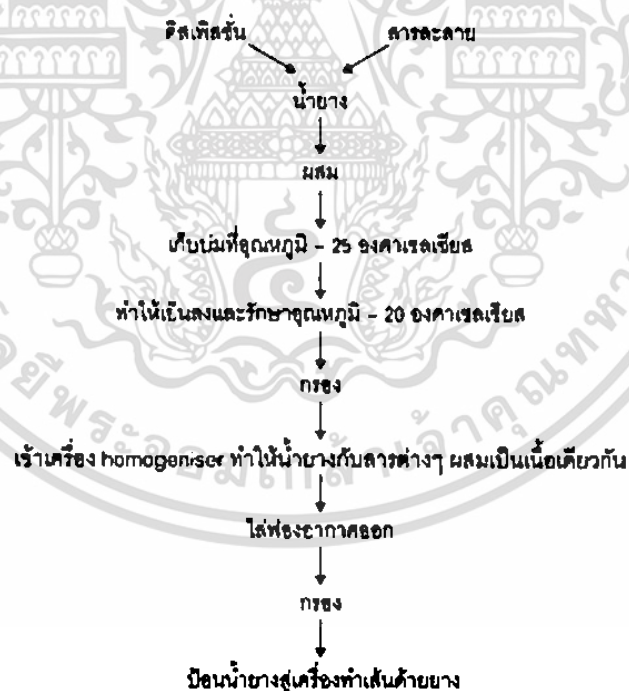 ดิสเพิสชั่น
สารละลาย
น้ำยาง
ผสม
เก็บบ่มที่อุณหภูมิ – 25 องศาเซลเซียส
ทำให้เย็นลงและรักษาอุณหภูมิ – 20 องศาเซลเซียส
กรอง
เข้าเครื่อง homogeniser ทำให้น้ำยางกับสารต่างๆ ผสมเป็นเนื้อเดียวกัน
ไล่ฟองอากาศออก
กรอง
ป้อนน้ำยางสู่เครื่องทำเส้นด้ายยาง